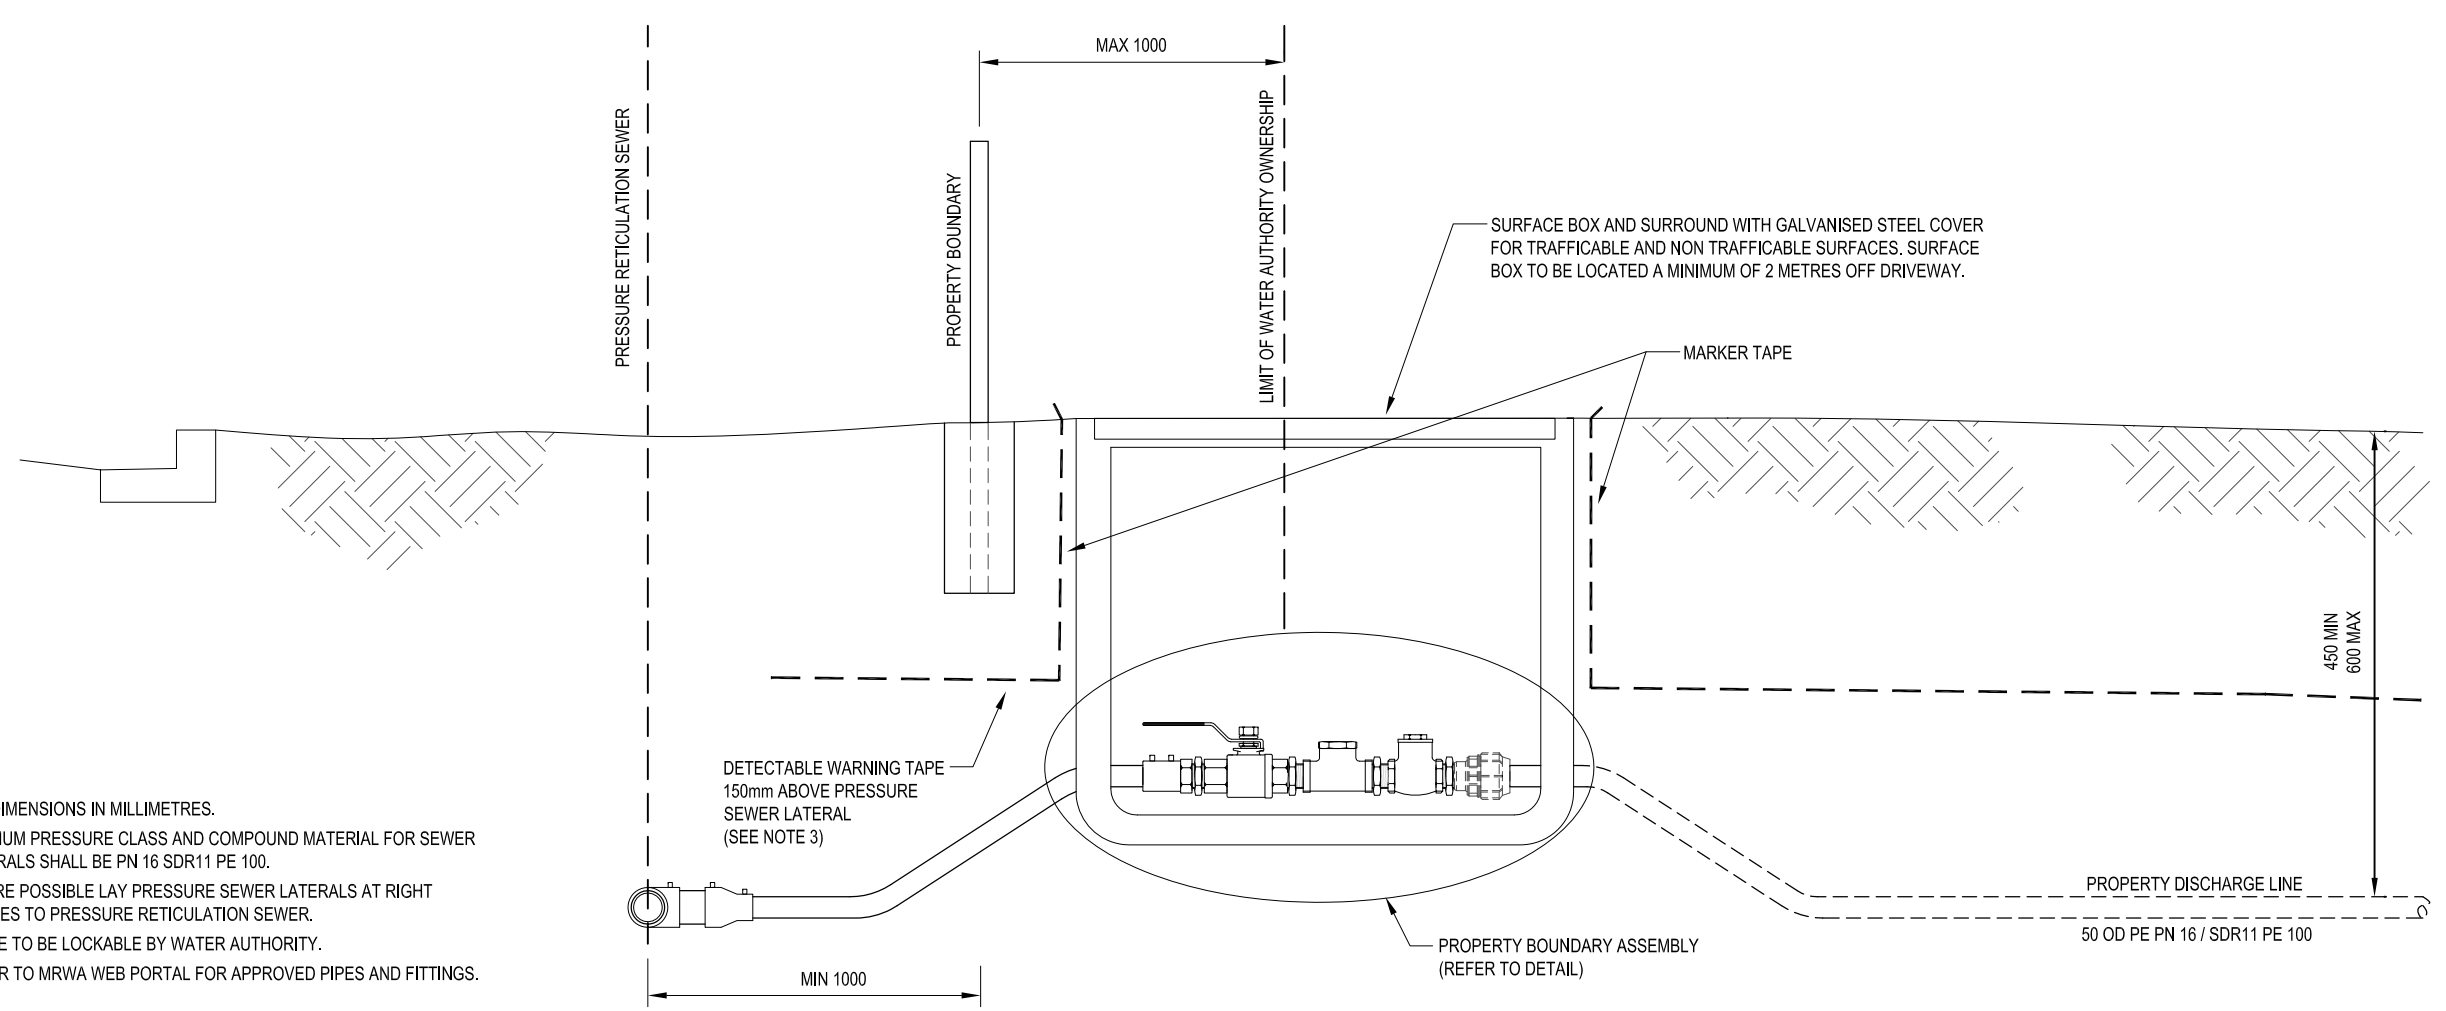 MAX 1000
PRESSURE RETICULATION SEWER
PROPERTY BOUNDARY
LIMIT OF WATER AUTHORITY OWNERSHIP
SURFACE BOX AND SURROUND WITH GALVANISED STEEL COVER
FOR TRAFFICABLE AND NON TRAFFICABLE SURFACES. SURFACE
BOX TO BE LOCATED A MINIMUM OF 2 METRES OFF DRIVEWAY.
MARKER TAPE
450 MIN
600 MAX
DETECTABLE WARNING TAPE
150mm ABOVE PRESSURE
SEWER LATERAL
(SEE NOTE 3)
DIMENSIONS IN MILLIMETRES.
PRESSURE CLASS AND COMPOUND MATERIAL FOR SEWER
SHALL BE PN 16 SDR11 PE 100.
POSSIBLE LAY PRESSURE SEWER LATERALS AT RIGHT
TO PRESSURE RETICULATION SEWER.
TO BE LOCKABLE BY WATER AUTHORITY.
TO MRWA WEB PORTAL FOR APPROVED PIPES AND FITTINGS.
PROPERTY DISCHARGE LINE
50 OD PE PN 16 / SDR11 PE 100
PROPERTY BOUNDARY ASSEMBLY
(REFER TO DETAIL)
MIN 1000